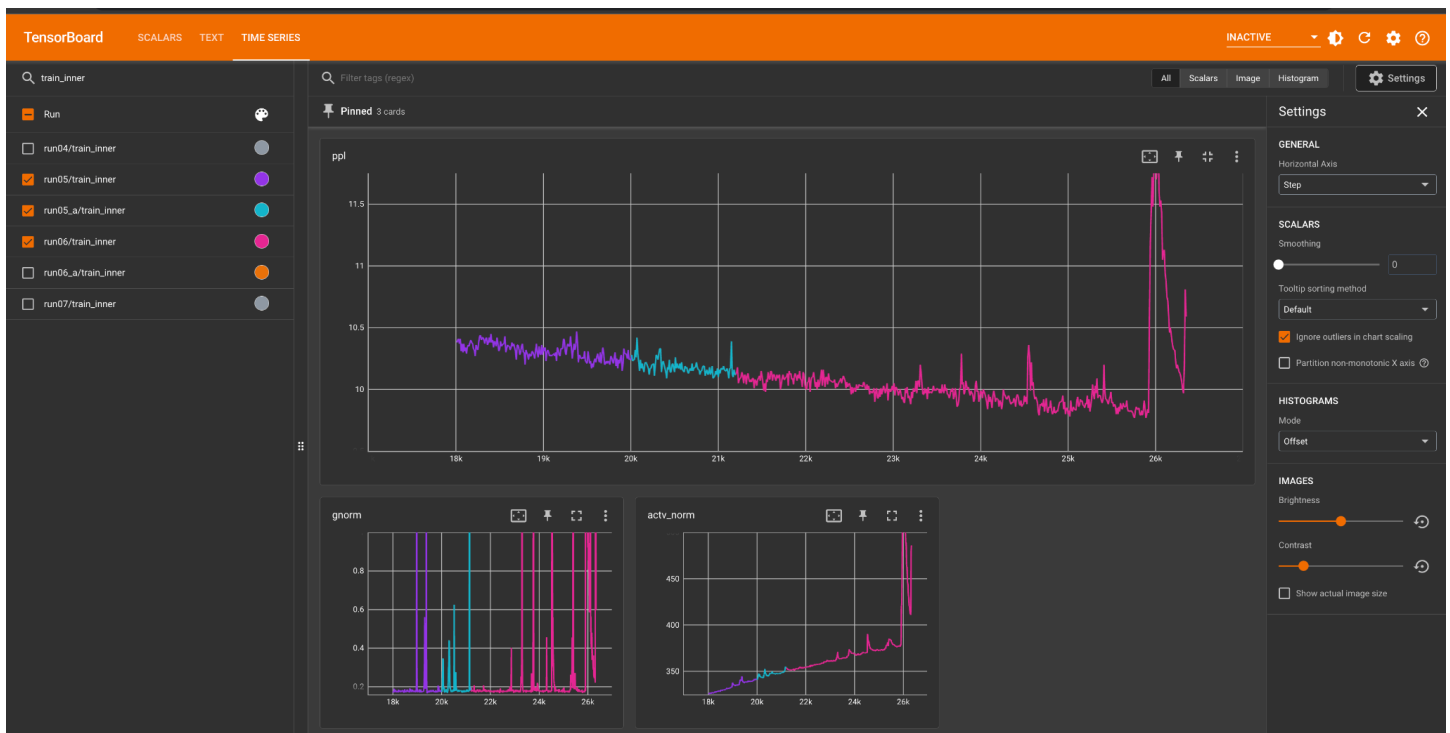 TensorBoard SCALARS TEXT TIME SERIES INACTIVE
train_inner
Filter tags (regex)
All Scalars Image Histogram
Settings
Run
run04/train_inner
run05/train_inner
run05_a/train_inner
run06/train_inner
run06_a/train_inner
run07/train_inner
Pinned 3 cards
ppl
11.5
11
10.5
10
18k 19k 20k 21k 22k 23k 24k 25k 26k
gnorm
0.8
0.6
0.4
0.2
18k 20k 22k 24k 26k
actv_norm
450
400
350
18k 20k 22k 24k 26k
Settings
GENERAL
Horizontal Axis
Step
SCALARS
Smoothing
0
Tooltip sorting method
Default
Ignore outliers in chart scaling
Partition non-monotonic X axis
HISTOGRAMS
Mode
Offset
IMAGES
Brightness
Contrast
Show actual image size